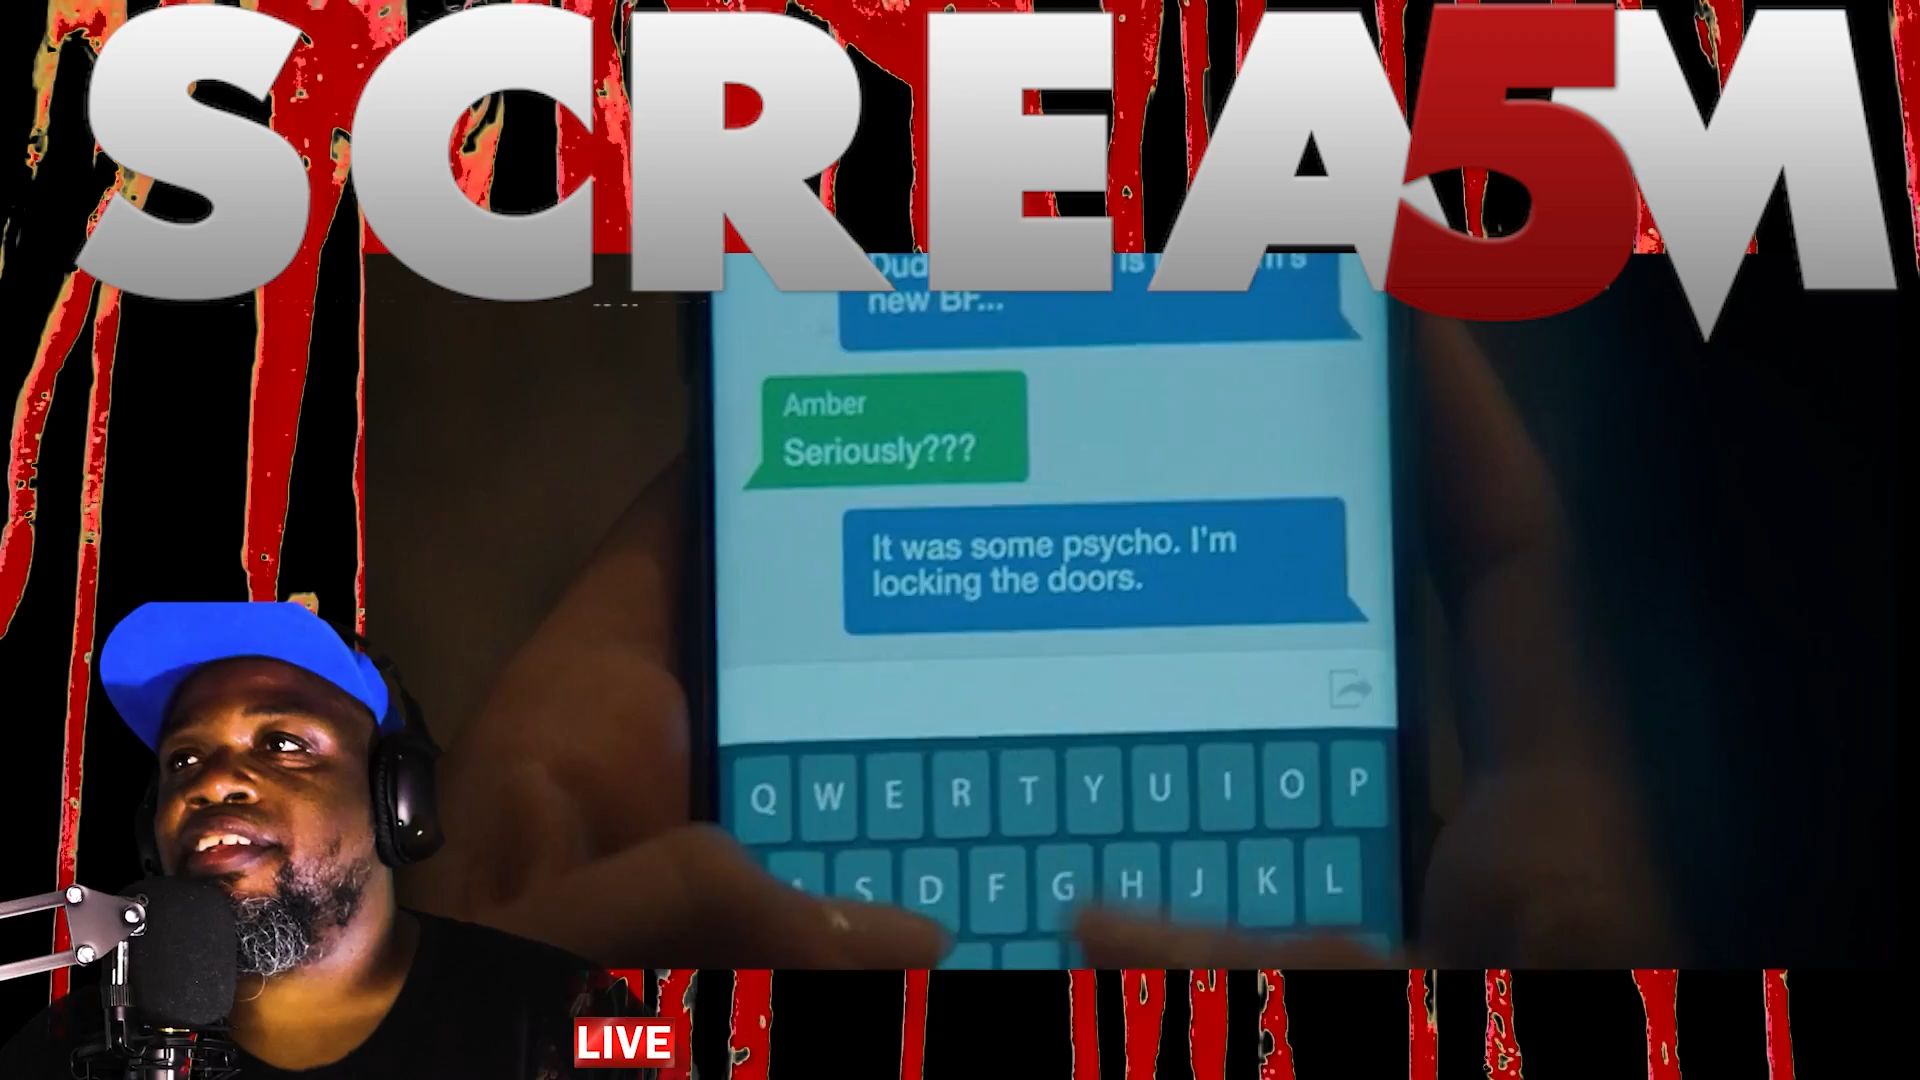 SCREA5M
new BF...
Amber
Seriously???
It was some psycho. I'm
locking the doors.
Q W E R T Y U I O P
S D F G H J K L
LIVE